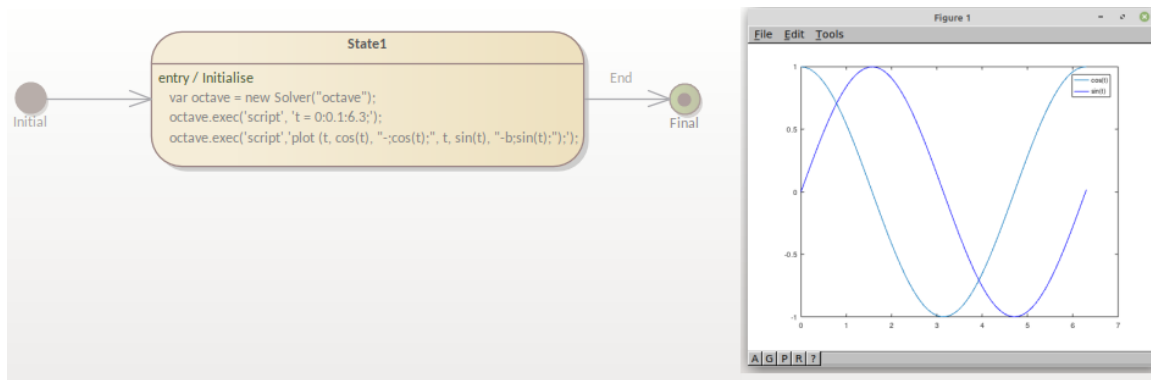 State1
entry / Initialise
var octave = new Solver("octave");
octave.exec('script', 't = 0:0.1:6.3;');
octave.exec('script','plot (t, cos(t), "-;cos(t);", t, sin(t), "-b;sin(t);");');
Initial
End
Final
Figure 1
File Edit Tools
cos(t)
sin(t)
1
0.5
0
-0.5
-1
0 1 2 3 4 5 6 7
A G P R ?